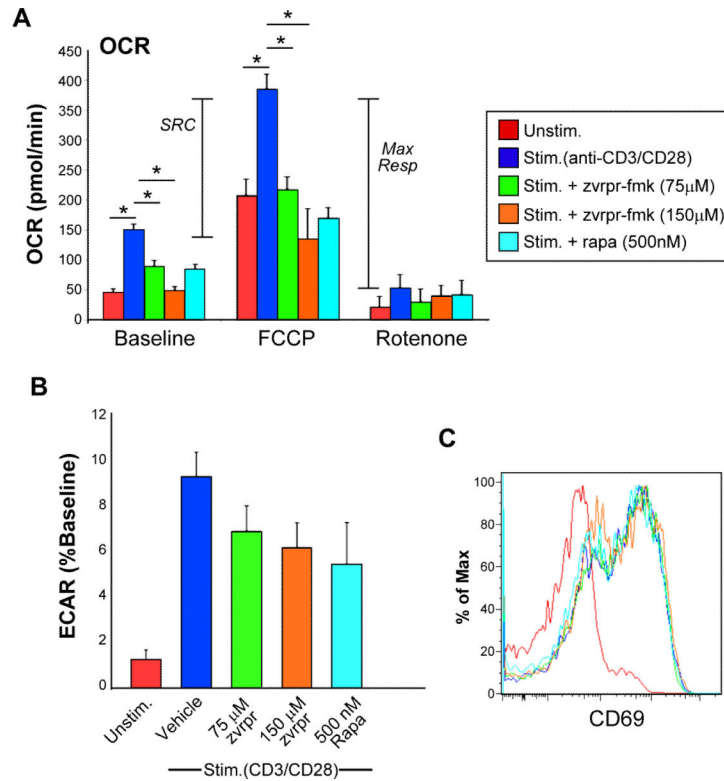 A
OCR
OCR (pmol/min)
450
400
350
300
250
200
150
100
50
0
*
*
*
*
*
*
SRC
Max
Resp
Baseline
FCCP
Rotenone
Unstim.
Stim.(anti-CD3/CD28)
Stim. + zvrpr-fmk (75μM)
Stim. + zvrpr-fmk (150μM)
Stim. + rapa (500nM)
B
ECAR (%Baseline)
12
10
8
6
4
2
0
Unstim.
Vehicle
75 μM
zvrpr
150 μM
zvrpr
500 nM
Rapa
Stim.(CD3/CD28)
C
% of Max
100
80
60
40
20
0
CD69